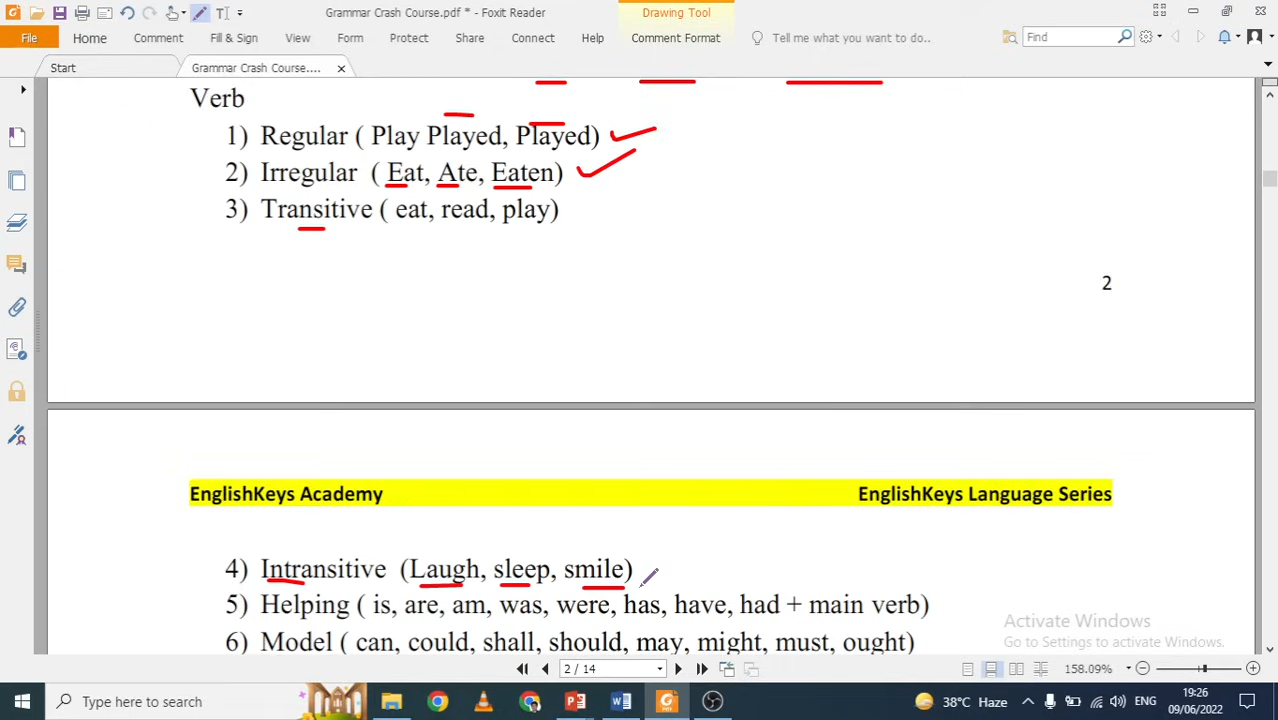 Grammar Crash Course.pdf * - Foxit Reader
Drawing Tool
File Home Comment Fill & Sign View Form Protect Share Connect Help Comment Format Tell me what you want to do.. Find
Start Grammar Crash Course....
Verb
1) Regular ( Play Played, Played)
2) Irregular ( Eat, Ate, Eaten)
3) Transitive ( eat, read, play)
2
EnglishKeys Academy EnglishKeys Language Series
4) Intransitive (Laugh, sleep, smile)
5) Helping ( is, are, am, was, were, has, have, had + main verb)
6) Model ( can, could, shall, should, may, might, must, ought)
Activate Windows
Go to Settings to activate Windows.
2 / 14 158.09%
Type here to search 38°C Haze ENG 19:26
09/06/2022